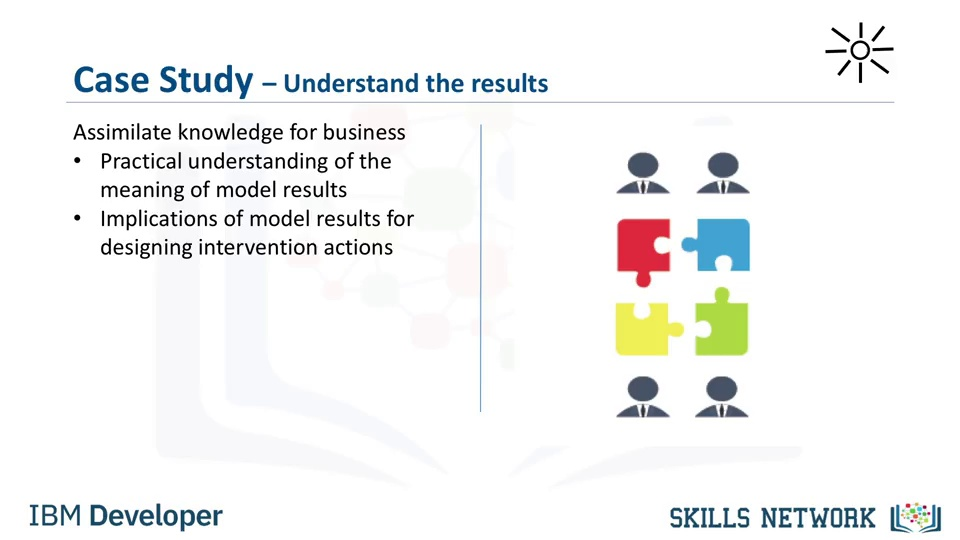 Case Study – Understand the results
Assimilate knowledge for business
• Practical understanding of the
meaning of model results
• Implications of model results for
designing intervention actions
IBM Developer
SKILLS NETWORK